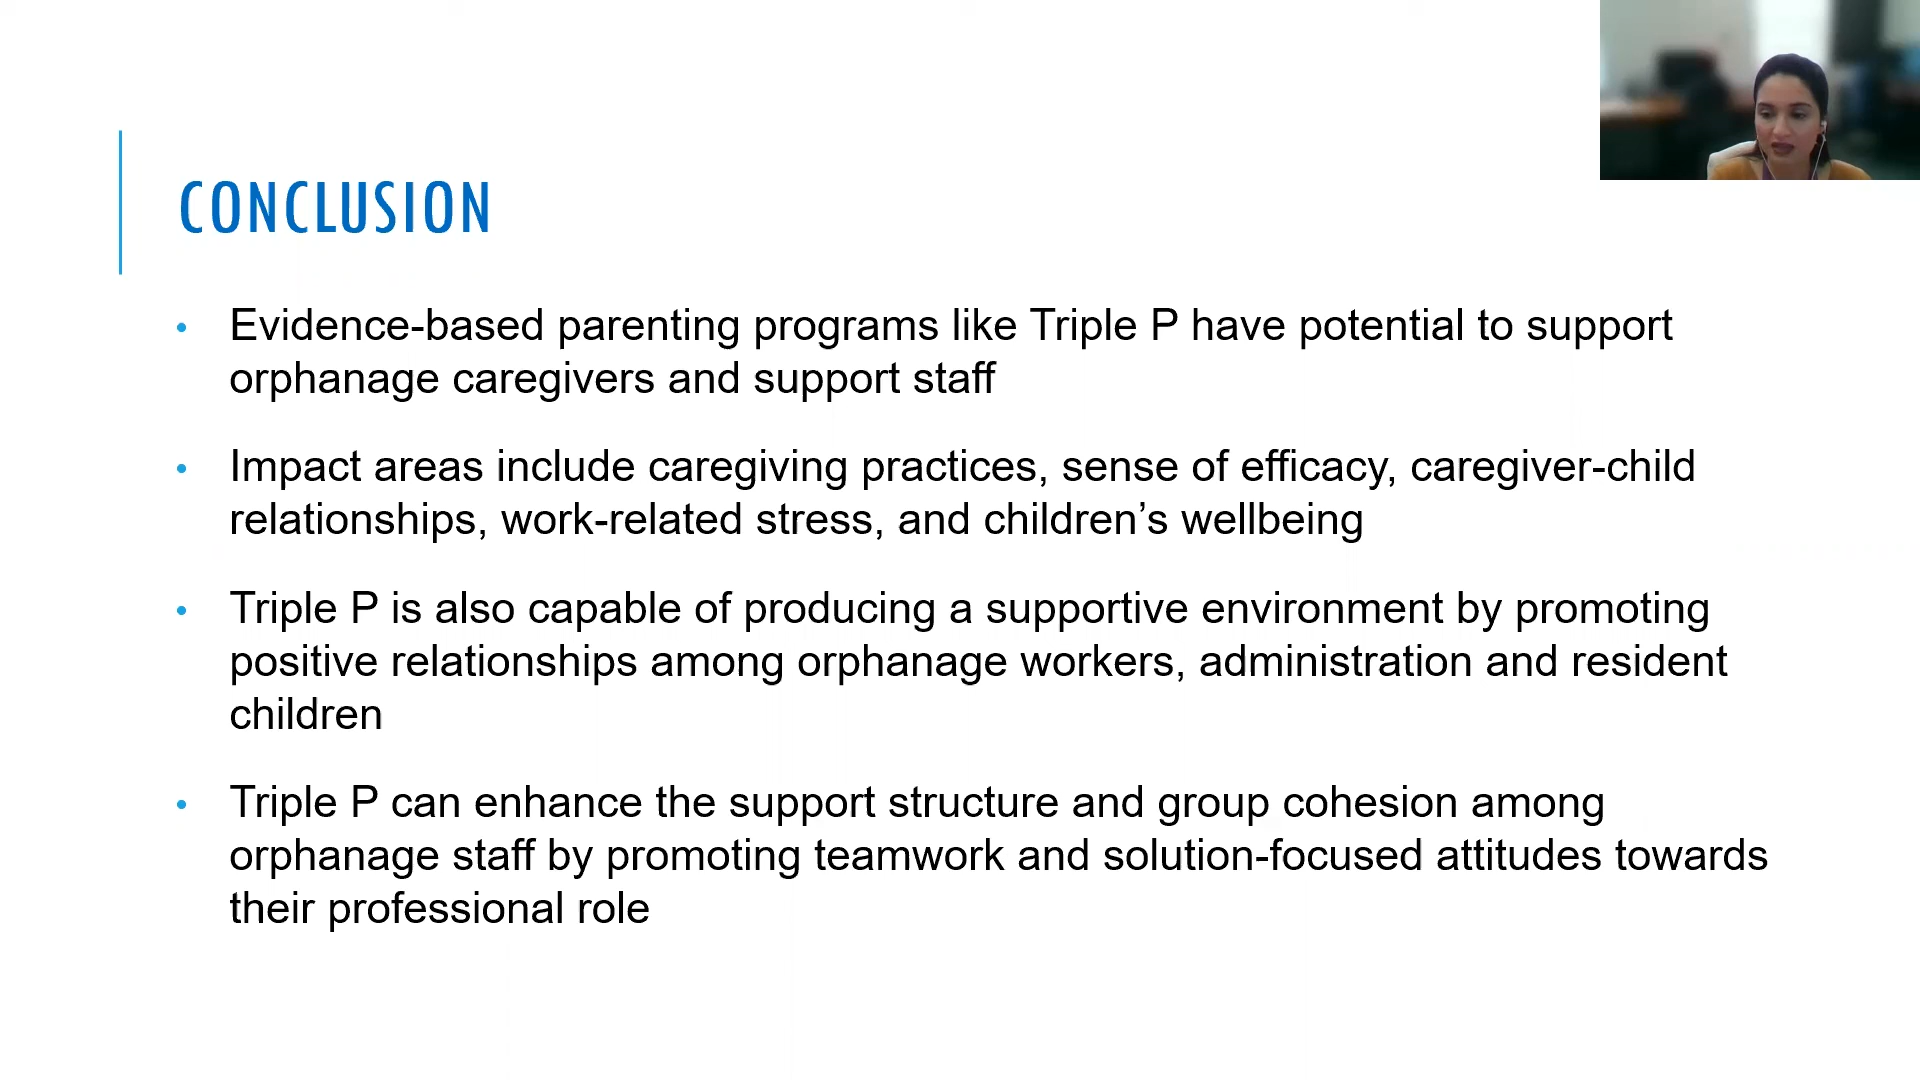 CONCLUSION
• Evidence-based parenting programs like Triple P have potential to support
orphanage caregivers and support staff
• Impact areas include caregiving practices, sense of efficacy, caregiver-child
relationships, work-related stress, and children’s wellbeing
• Triple P is also capable of producing a supportive environment by promoting
positive relationships among orphanage workers, administration and resident
children
• Triple P can enhance the support structure and group cohesion among
orphanage staff by promoting teamwork and solution-focused attitudes towards
their professional role